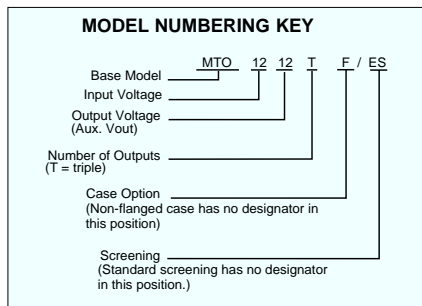 MODEL NUMBERING KEY
MTO 12 12 T F / ES
Base Model
Input Voltage
Output Voltage
(Aux. Vout)
Number of Outputs
(T = triple)
Case Option
(Non-flanged case has no designator in
this position)
Screening
(Standard screening has no designator
in this position.)